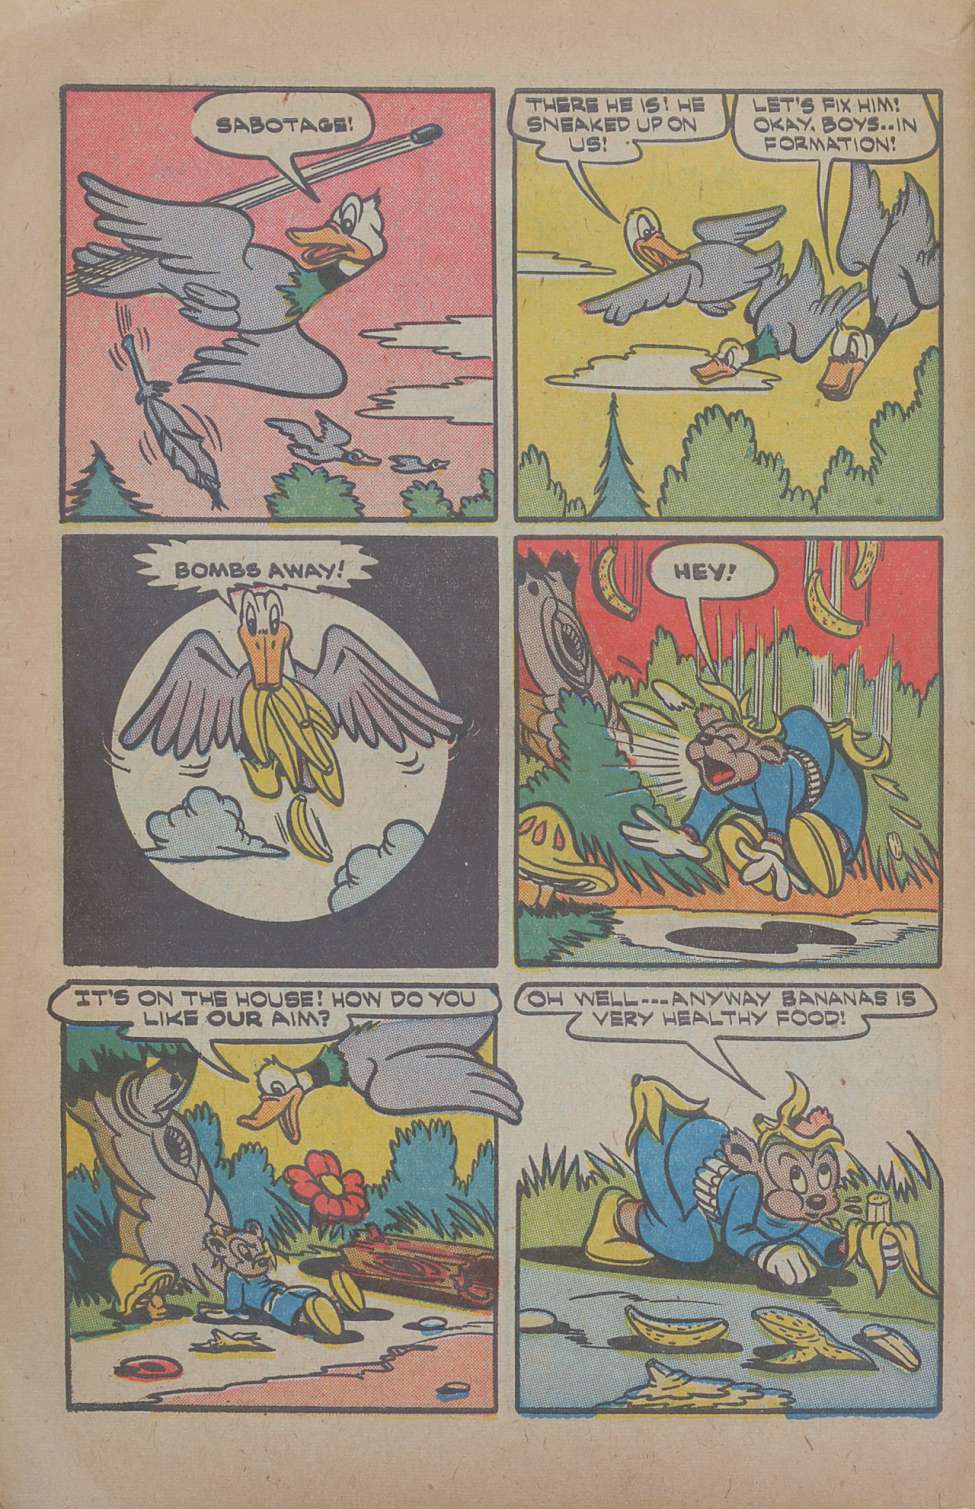 SABOTAGE!
THERE HE IS! HE
SNEAKED UP ON
US!
LET'S FIX HIM!
OKAY, BOYS..IN
FORMATION!
BOMBS AWAY!
HEY!
IT'S ON THE HOUSE! HOW DO YOU
LIKE OUR AIM?
OH WELL---ANYWAY BANANAS IS
VERY HEALTHY FOOD!